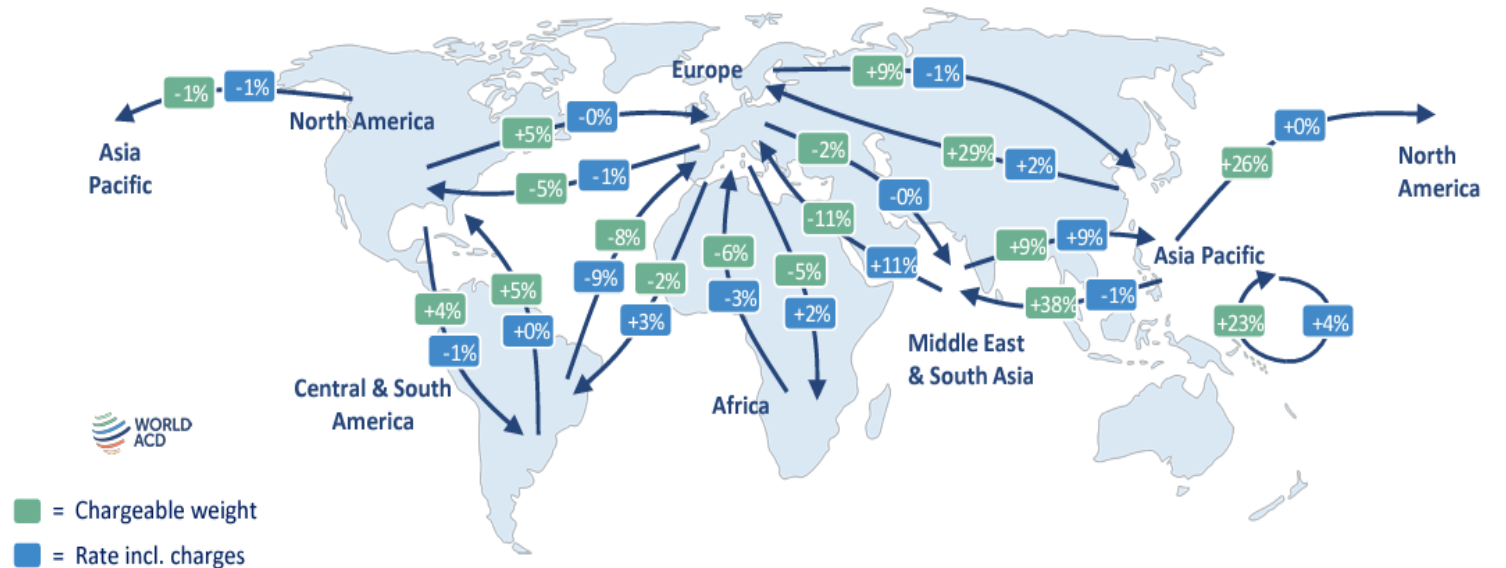 Europe
+9%
-1%
-1%
-1%
North America
Asia
Pacific
+5%
-0%
-5%
-1%
-2%
-0%
+29%
+2%
+26%
+0%
North
America
-8%
-9%
-2%
+3%
-6%
-3%
-5%
+2%
-11%
+11%
+9%
+9%
Asia Pacific
+38%
-1%
+23%
+4%
+4%
-1%
+5%
+0%
Middle East
& South Asia
Central & South
America
Africa
WORLD
ACD
= Chargeable weight
= Rate incl. charges